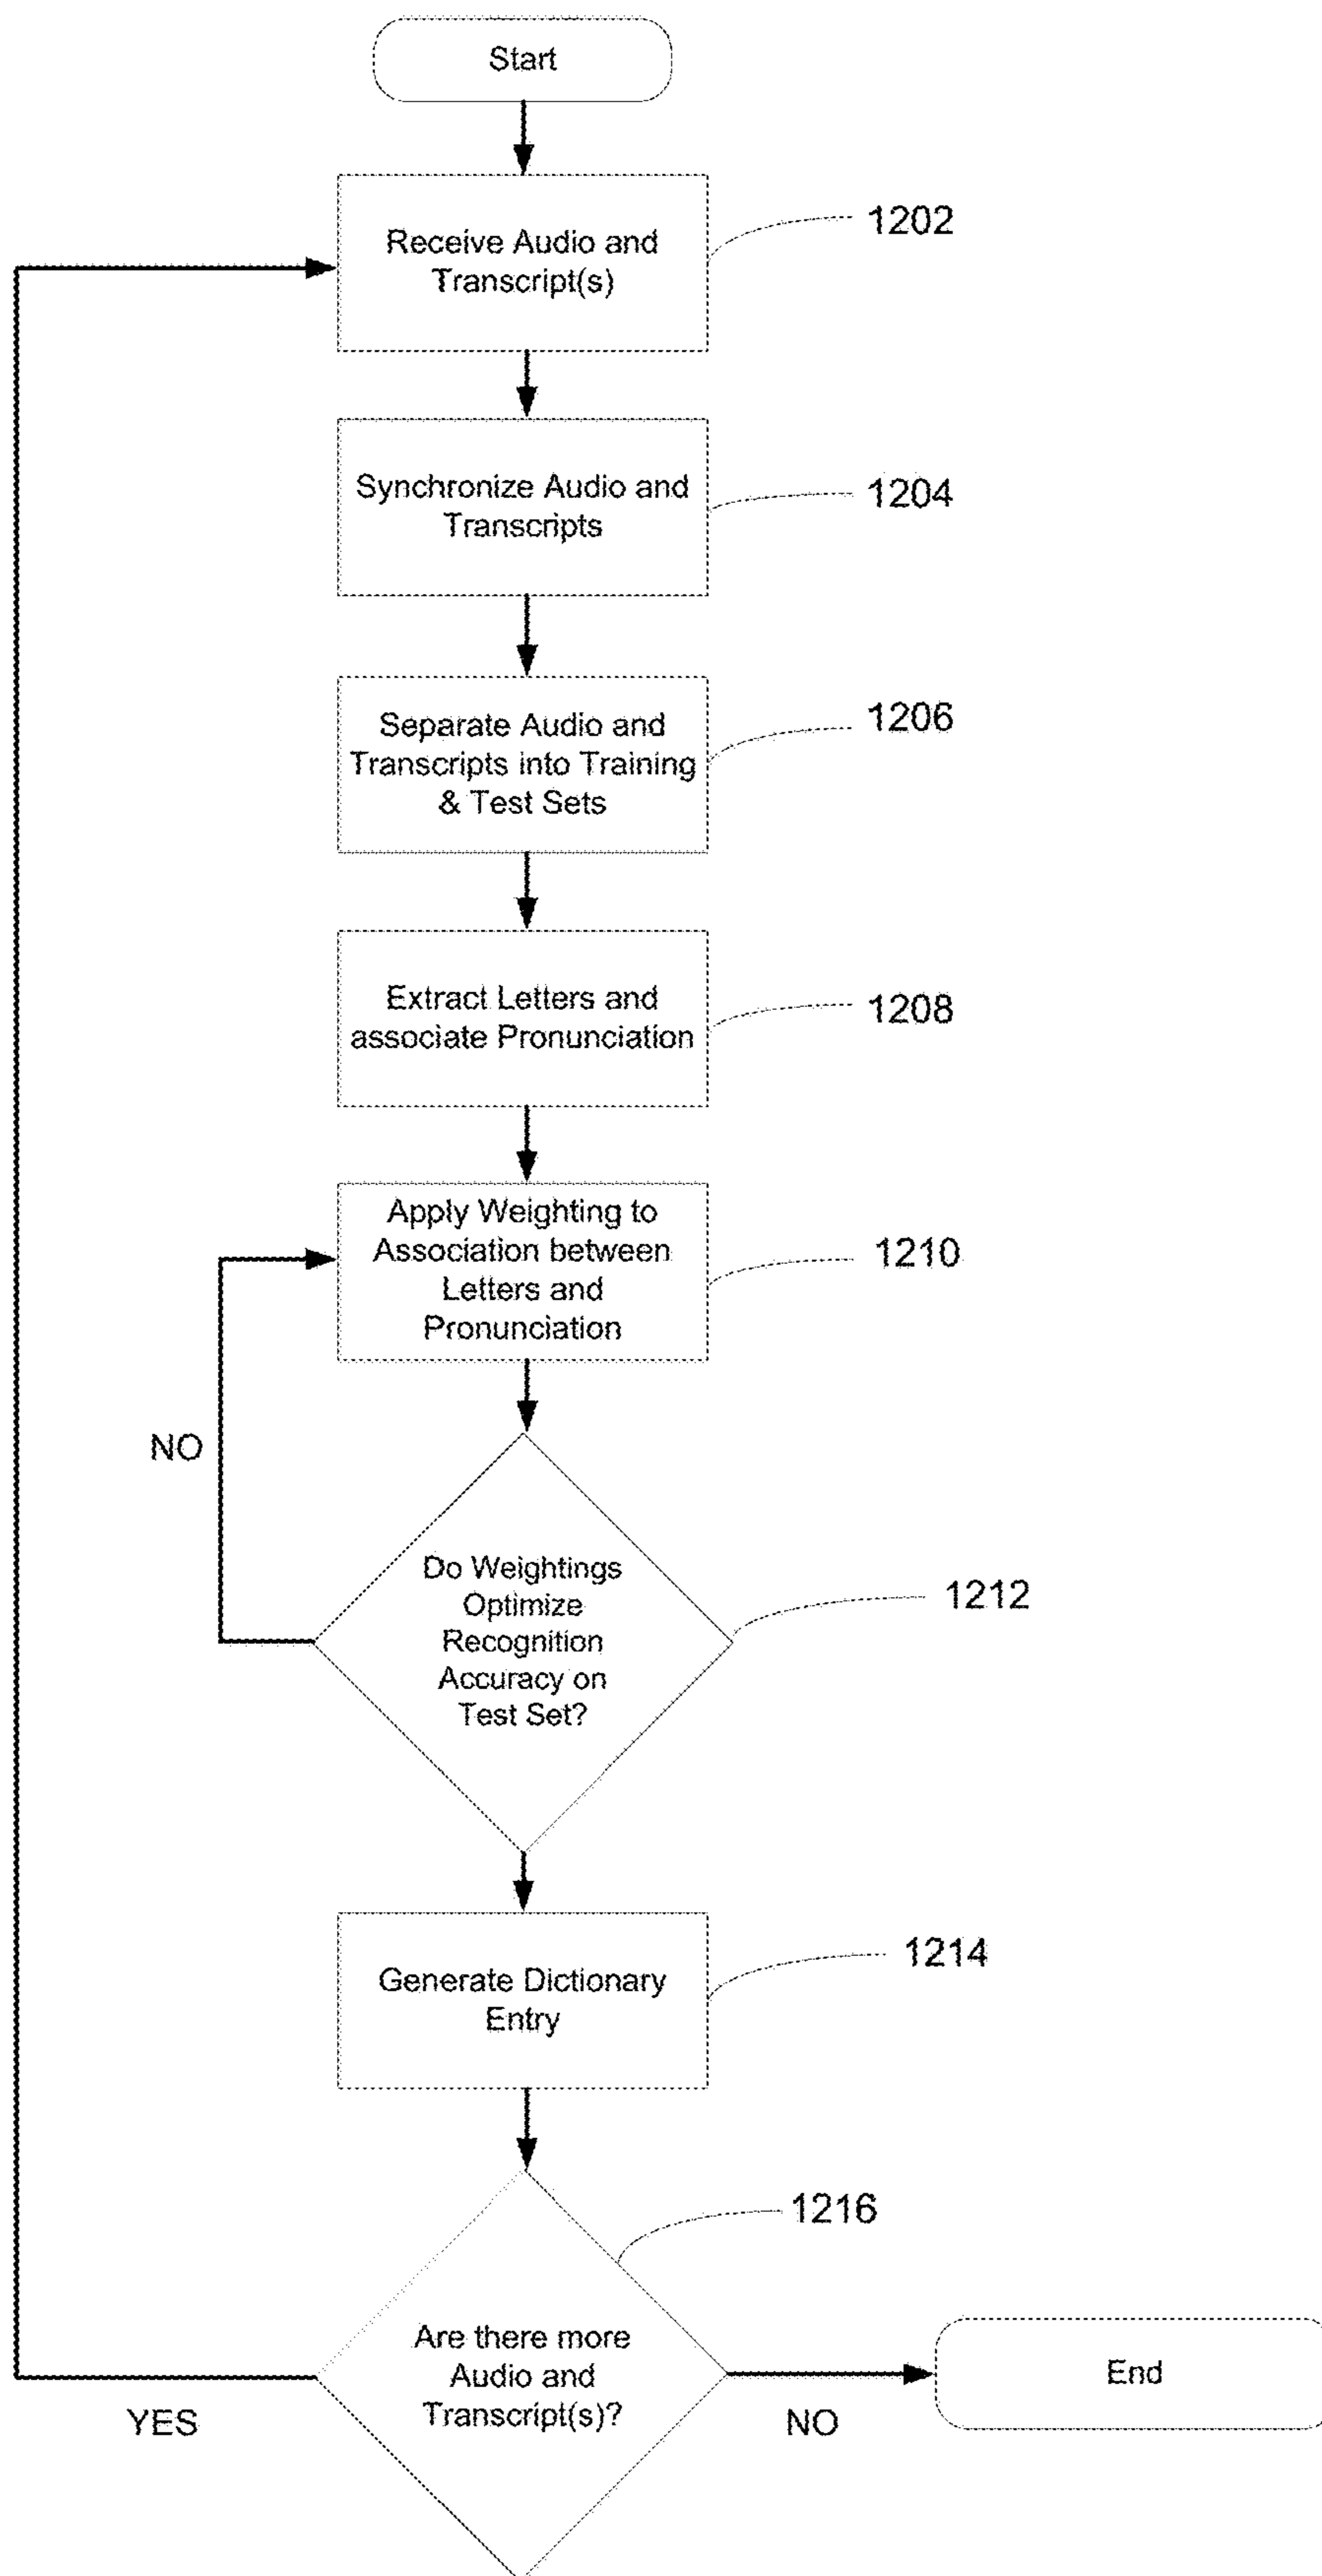 Start
Receive Audio and
Transcript(s)
1202
Synchronize Audio and
Transcripts
1204
Separate Audio and
Transcripts into Training
& Test Sets
1206
Extract Letters and
associate Pronunciation
1208
Apply Weighting to
Association between
Letters and
Pronunciation
1210
NO
Do Weightings
Optimize
Recognition
Accuracy on
Test Set?
1212
Generate Dictionary
Entry
1214
1216
Are there more
Audio and
Transcript(s)?
YES
NO
End